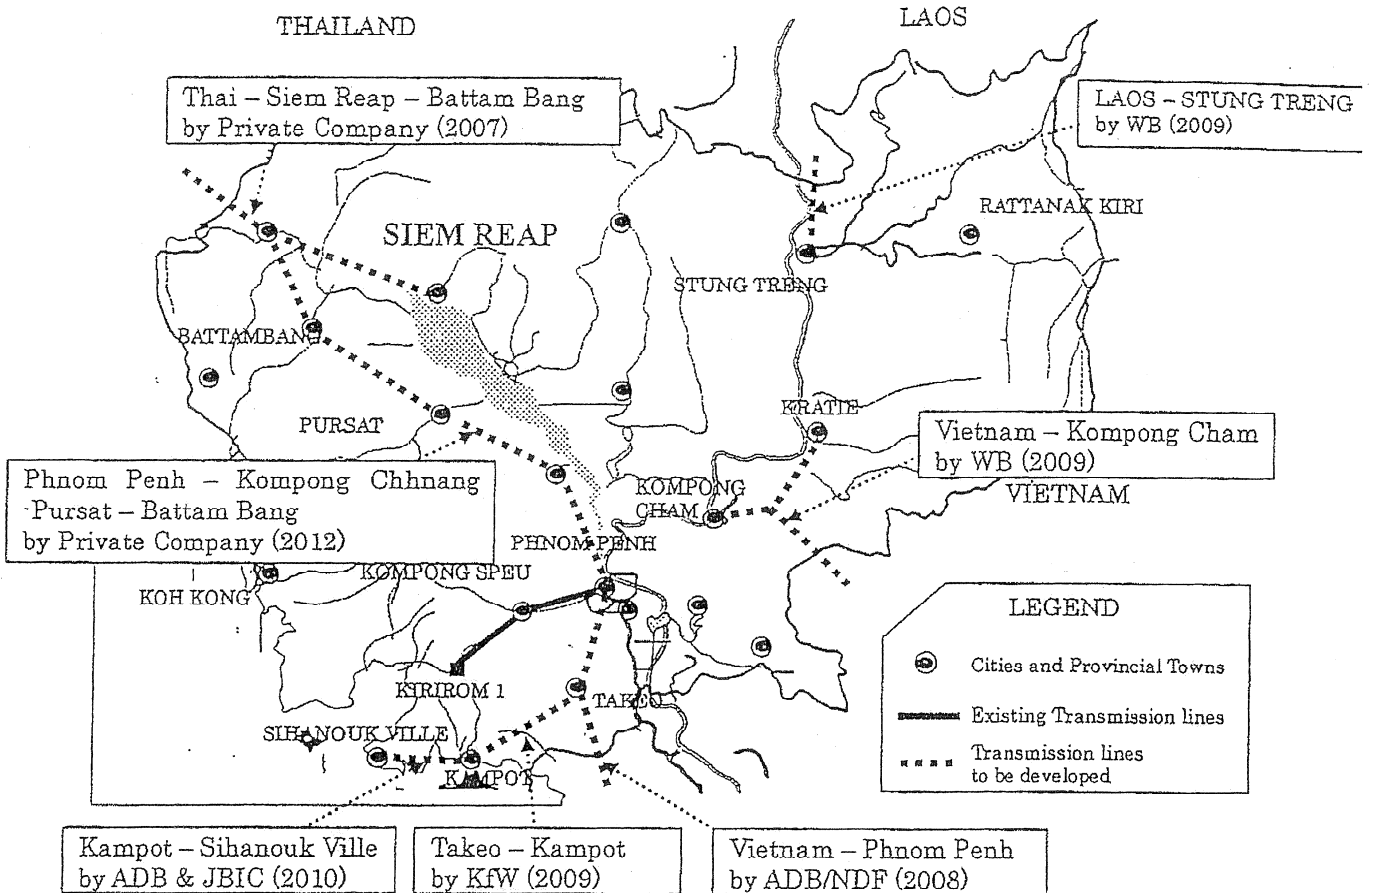 THAILAND
LAOS
Thai – Siem Reap – Battam Bang
by Private Company (2007)
LAOS – STUNG TRENG
by WB (2009)
RATTANAK KIRI
SIEM REAP
STUNG TRENG
BATTAMBANG
KRATIE
PURSAT
Vietnam – Kompong Cham
by WB (2009)
Phnom Penh – Kompong Chhnang
Pursat – Battam Bang
by Private Company (2012)
KOMPONG
CHAM
VIETNAM
PHNOM PENH
KOMPONG SPEU
KOH KONG
LEGEND
Cities and Provincial Towns
Existing Transmission lines
Transmission lines
to be developed
KIRIROM 1
TAKEO
SIHANOUK VILLE
KAMPOT
Kampot – Sihanouk Ville
by ADB & JBIC (2010)
Takeo – Kampot
by KfW (2009)
Vietnam – Phnom Penh
by ADB/NDF (2008)